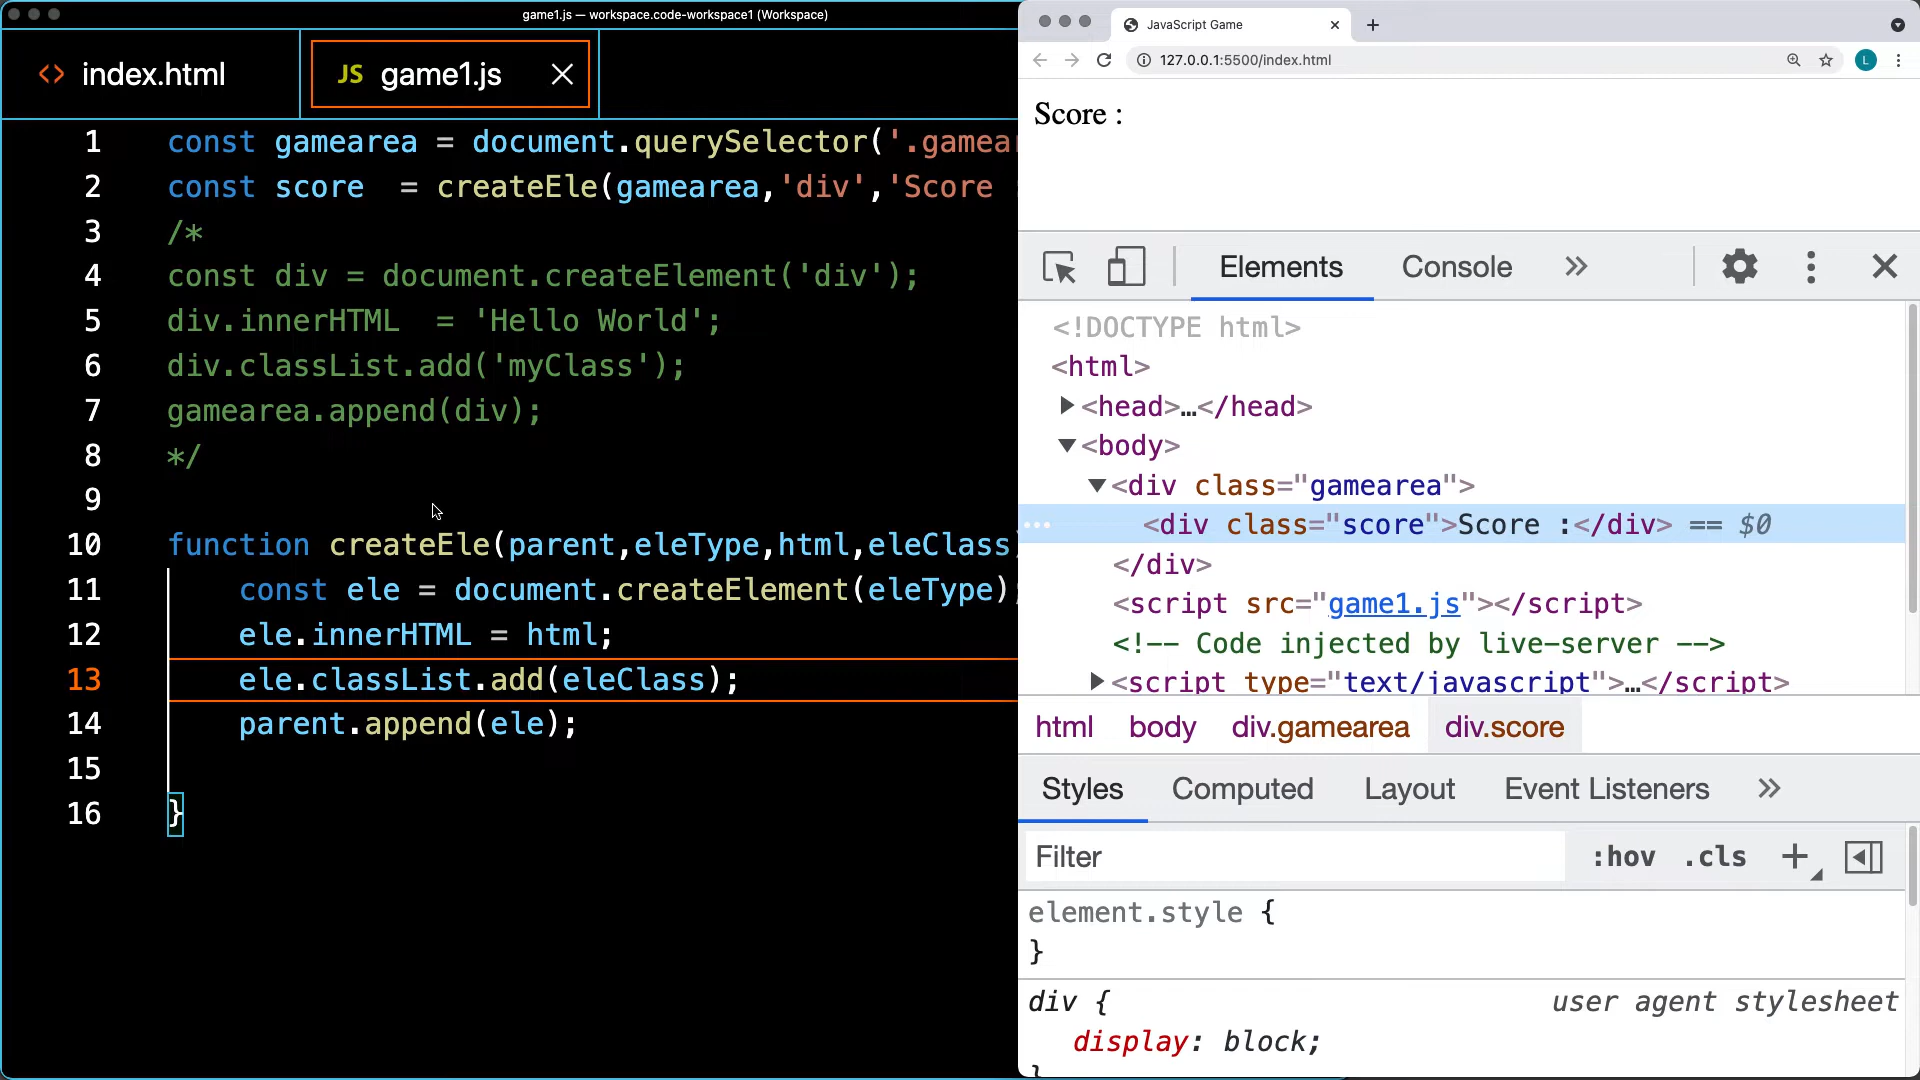 game1.js — workspace.code-workspace1 (Workspace)
index.html
JS game1.js
1 const gamearea = document.querySelector('.gamear
2 const score  = createEle(gamearea,'div','Score
3 /*
4 const div = document.createElement('div');
5 div.innerHTML  = 'Hello World';
6 div.classList.add('myClass');
7 gamearea.append(div);
8 */
9
10 function createEle(parent,eleType,html,eleClass)
11     const ele = document.createElement(eleType);
12     ele.innerHTML = html;
13     ele.classList.add(eleClass);
14     parent.append(ele);
15
16 }
JavaScript Game
127.0.0.1:5500/index.html
L
Score :
Elements Console
<!DOCTYPE html>
<html>
<head>…</head>
<body>
<div class="gamearea">
<div class="score">Score :</div> == $0
</div>
<script src="game1.js"></script>
<!-- Code injected by live-server -->
<script type="text/javascript">…</script>
html body div.gamearea div.score
Styles Computed Layout Event Listeners
Filter :hov .cls
element.style {
}
div { user agent stylesheet
display: block;
}